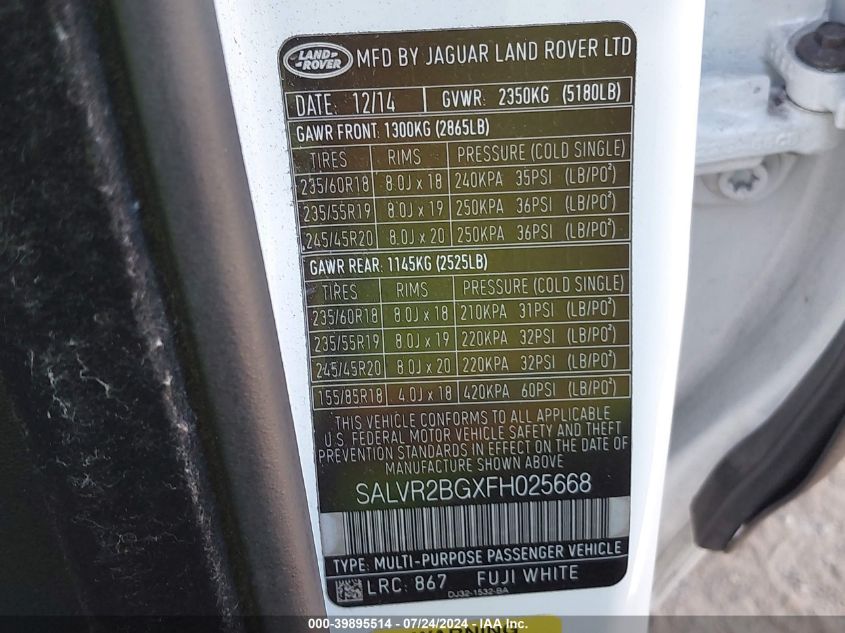 LAND ROVER MFD BY JAGUAR LAND ROVER LTD
DATE: 12/14 GVWR: 2350KG (5180LB)
GAWR FRONT: 1300KG (2865LB)
TIRES RIMS PRESSURE (COLD SINGLE)
235/60R18 8.0J x 18 240KPA 35PSI (LB/PO²)
235/55R19 8.0J x 19 250KPA 36PSI (LB/PO²)
245/45R20 8.0J x 20 250KPA 36PSI (LB/PO²)
GAWR REAR: 1145KG (2525LB)
TIRES RIMS PRESSURE (COLD SINGLE)
235/60R18 8.0J x 18 210KPA 31PSI (LB/PO²)
235/55R19 8.0J x 19 220KPA 32PSI (LB/PO²)
245/45R20 8.0J x 20 220KPA 32PSI (LB/PO²)
155/85R18 4.0J x 18 420KPA 60PSI (LB/PO²)
THIS VEHICLE CONFORMS TO ALL APPLICABLE
U.S. FEDERAL MOTOR VEHICLE SAFETY AND THEFT
PREVENTION STANDARDS IN EFFECT ON THE DATE OF
MANUFACTURE SHOWN ABOVE
SALVR2BGXFH025668
TYPE: MULTI-PURPOSE PASSENGER VEHICLE
LRC: 867 FUJI WHITE
DJ32-1532-BA
WARNING
000-39895514 - 07/24/2024 - IAAI.com